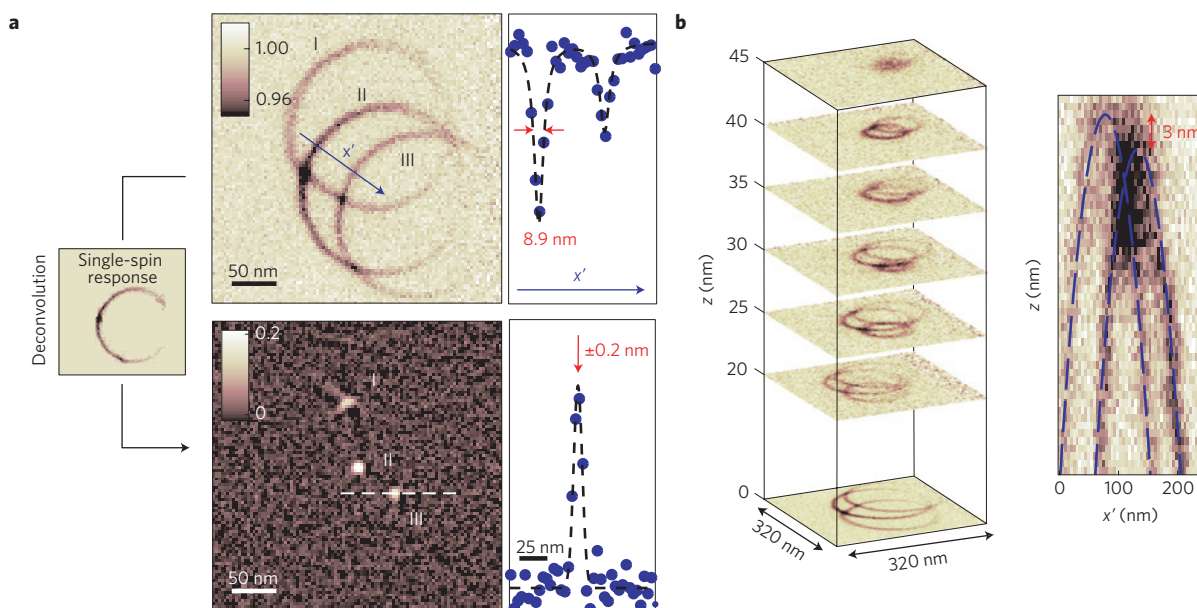 a
1.00
0.96
I
II
III
x′
50 nm
8.9 nm
x′
Deconvolution
Single-spin
response
0.2
0
I
II
III
50 nm
±0.2 nm
25 nm
b
45
40
35
30
25
20
0
z (nm)
320 nm
320 nm
3 nm
z (nm)
0
100
200
x′ (nm)